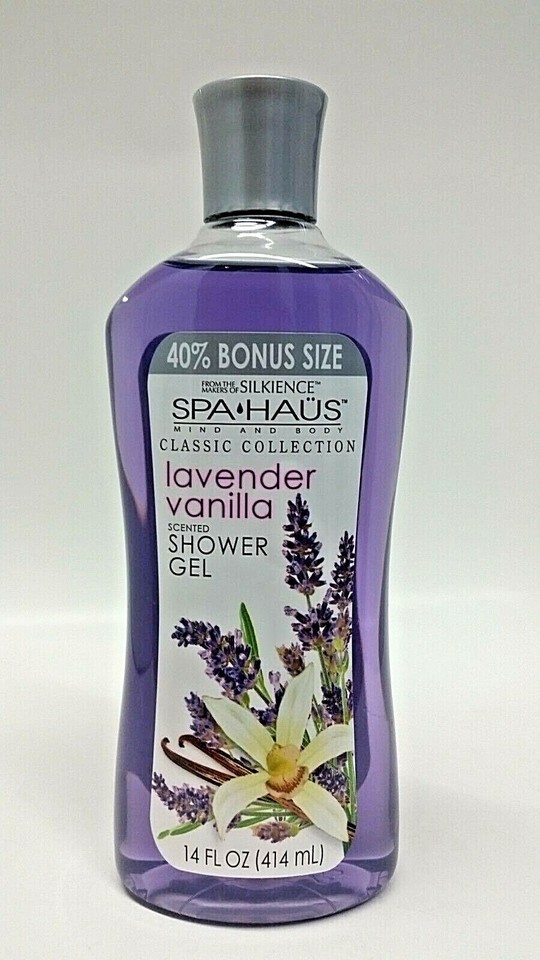 40% BONUS SIZE
FROM THE MAKERS OF SILKIENCE™
SPA HAÜS™
MIND AND BODY
CLASSIC COLLECTION
lavender
vanilla
SCENTED
SHOWER
GEL
14 FL OZ (414 mL)